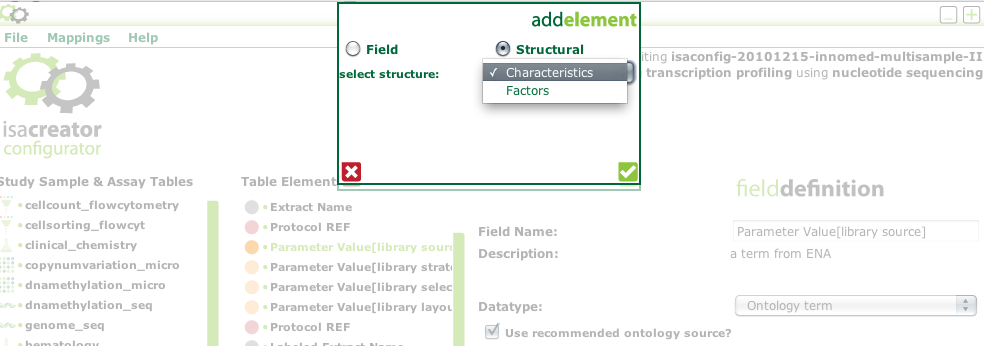 addelement
File Mappings Help
Field Structural
select structure:
Characteristics
Factors
iting isaconfig-20101215-innomed-multisample-II
transcription profiling using nucleotide sequencing
isacreator
configurator
Study Sample & Assay Tables
cellcount_flowcytometry
cellsorting_flowcyt
clinical_chemistry
copynumvariation_micro
dnamethylation_micro
dnamethylation_seq
genome_seq
hematology
Table Element
Extract Name
Protocol REF
Parameter Value[library sour
Parameter Value[library strat
Parameter Value[library selec
Parameter Value[library layou
Protocol REF
Labeled Extract Name
fielddefinition
Field Name: Parameter Value[library source]
Description: a term from ENA
Datatype: Ontology term
Use recommended ontology source?